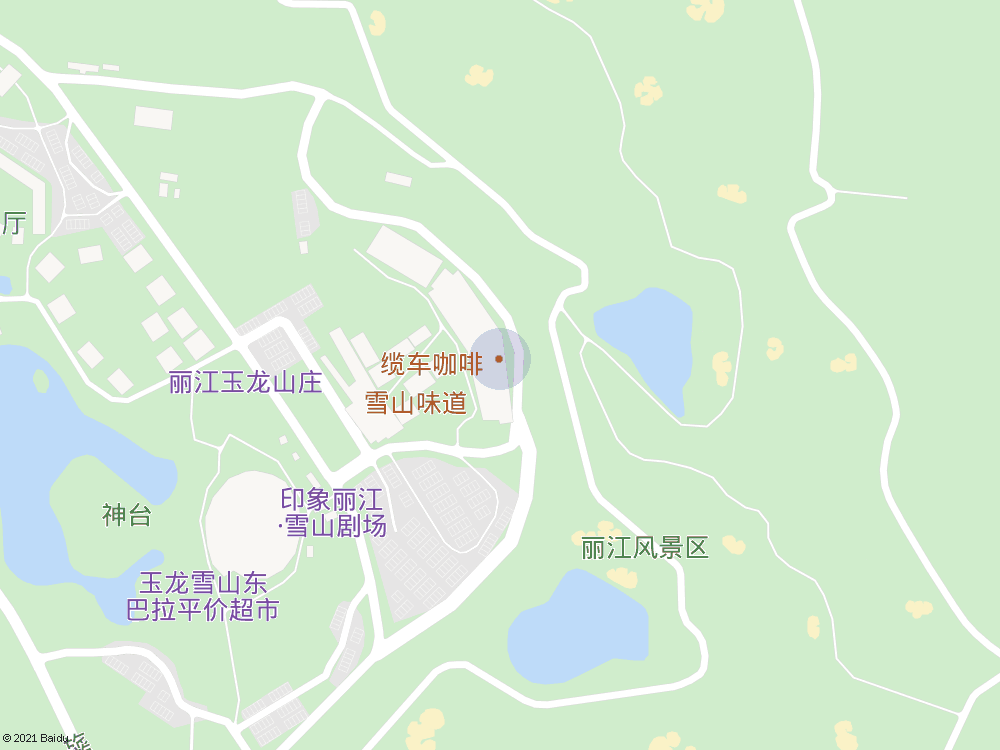 厅
缆车咖啡
丽江玉龙山庄
雪山味道
印象丽江
·雪山剧场
神台
丽江风景区
玉龙雪山东
巴拉平价超市
© 2021 Baidu